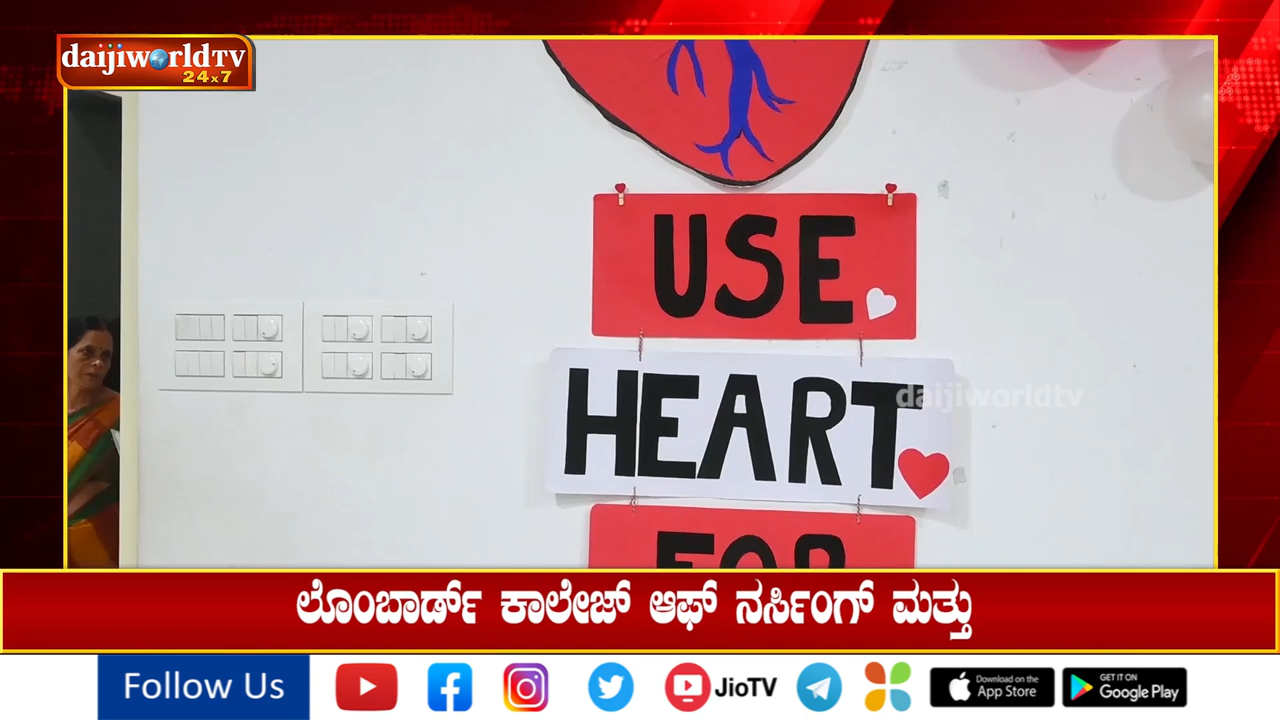 daijiworldTV
24x7
USE
HEART
daijiworldtv
FOR
ಲೊಂಬಾರ್ಡ್ ಕಾಲೇಜ್ ಆಫ್ ನರ್ಸಿಂಗ್ ಮತ್ತು
Follow Us
JioTV
Download on the
App Store
GET IT ON
Google Play